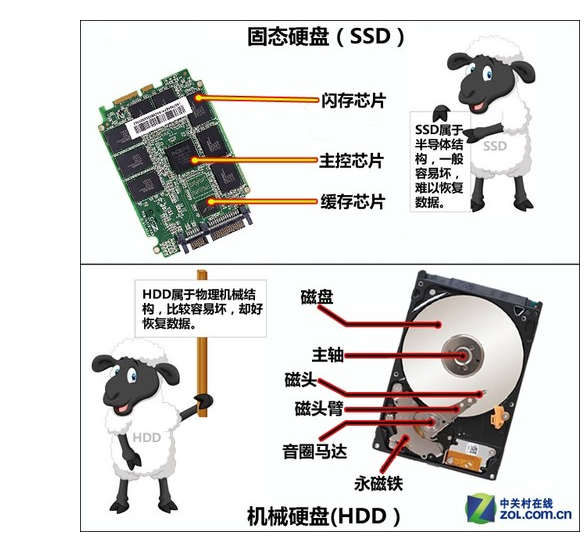 固态硬盘（SSD）
闪存芯片
主控芯片
缓存芯片
SSD属于
半导体结
构，一般
容易坏，
难以恢复
数据。
SSD
HDD属于物理机械结
构，比较容易坏，却好
恢复数据。
HDD
磁盘
主轴
磁头
磁头臂
音圈马达
永磁铁
机械硬盘(HDD）
中关村在线
zol.com.cn